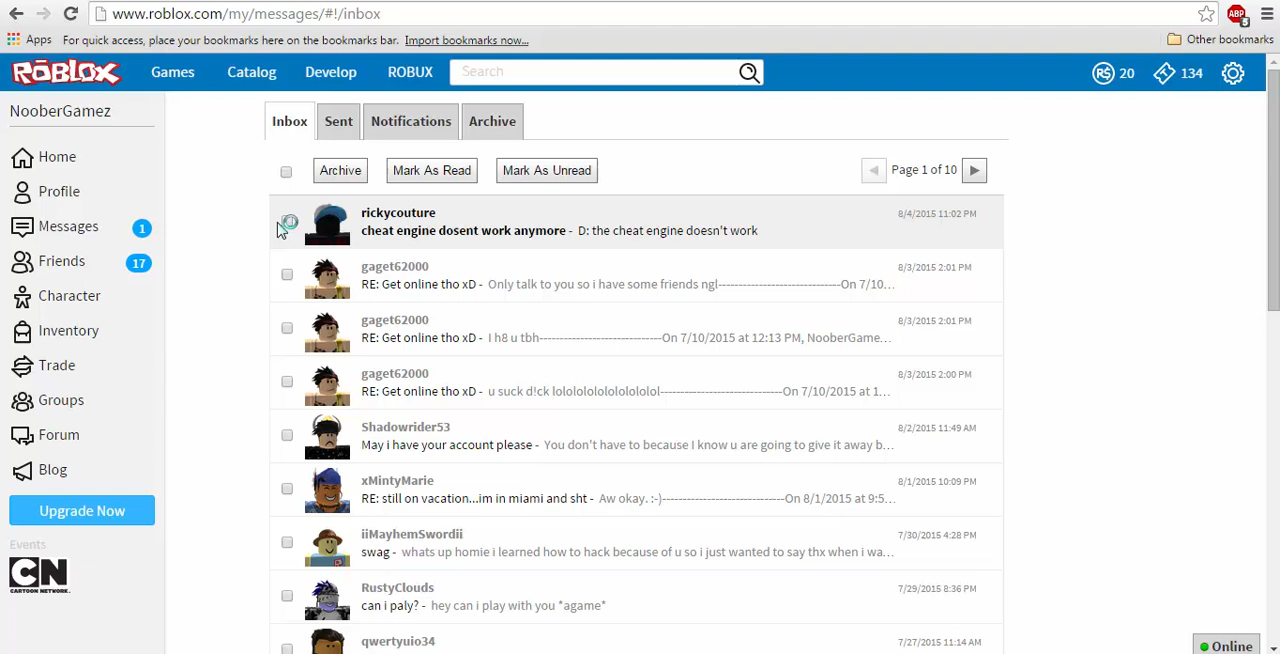 www.roblox.com/my/messages/#!/inbox
ABP
5
Apps For quick access, place your bookmarks here on the bookmarks bar. Import bookmarks now... Other bookmarks
ROBLOX Games Catalog Develop ROBUX Search R$ 20 134
NooberGamez
Home
Profile
Messages 1
Friends 17
Character
Inventory
Trade
Groups
Forum
Blog
Upgrade Now
Events
CN
CARTOON NETWORK.
Inbox Sent Notifications Archive
Archive Mark As Read Mark As Unread Page 1 of 10
rickycouture 8/4/2015 11:02 PM
cheat engine dosent work anymore - D: the cheat engine doesn't work
gaget62000 8/3/2015 2:01 PM
RE: Get online tho xD - Only talk to you so i have some friends ngl------------------------------On 7/10...
gaget62000 8/3/2015 2:01 PM
RE: Get online tho xD - I h8 u tbh------------------------------On 7/10/2015 at 12:13 PM, NooberGame...
gaget62000 8/3/2015 2:00 PM
RE: Get online tho xD - u suck d!ck lolololololololololol------------------------------On 7/10/2015 at 1...
Shadowrider53 8/2/2015 11:49 AM
May i have your account please - You don't have to because I know u are going to give it away b...
xMintyMarie 8/1/2015 10:09 PM
RE: still on vacation...im in miami and sht - Aw okay. :-)------------------------------On 8/1/2015 at 9:5...
iiMayhemSwordii 7/30/2015 4:28 PM
swag - whats up homie i learned how to hack because of u so i just wanted to say thx when i wa...
RustyClouds 7/29/2015 8:36 PM
can i paly? - hey can i play with you *agame*
qwertyuio34 7/27/2015 11:14 AM
Online